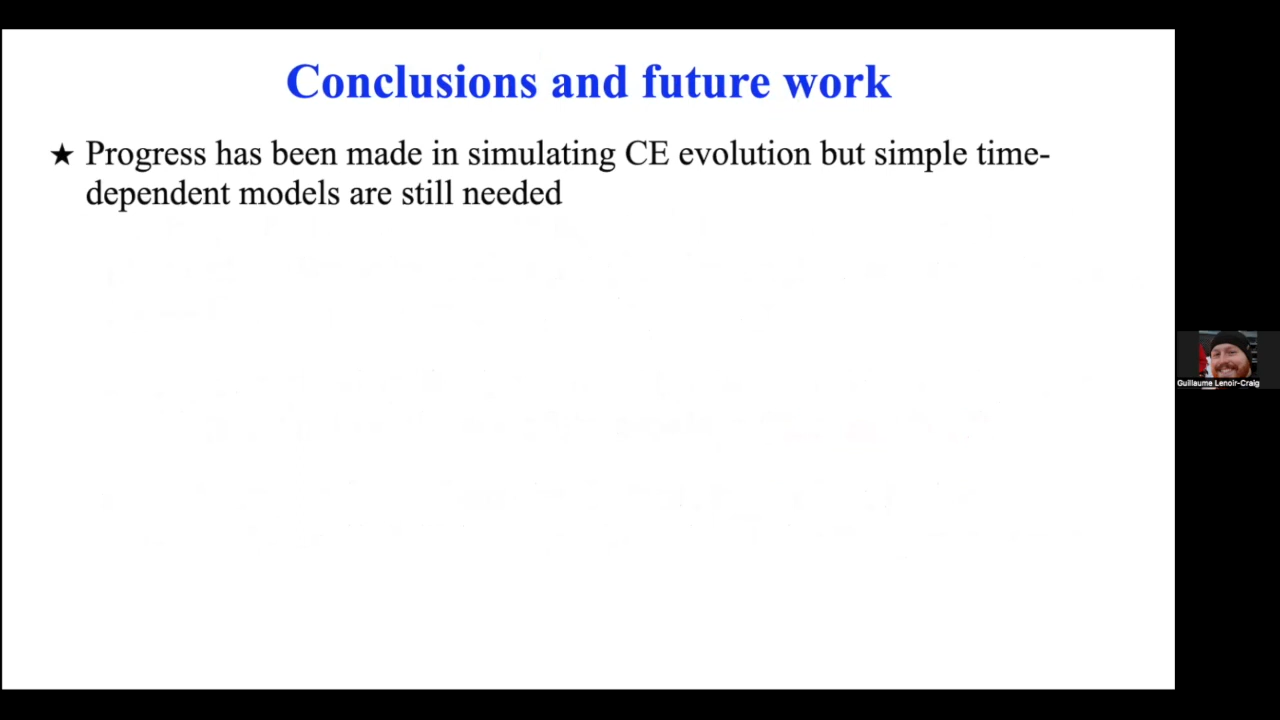 Conclusions and future work
★ Progress has been made in simulating CE evolution but simple time-
dependent models are still needed
Guillaume Lenoir-Craig